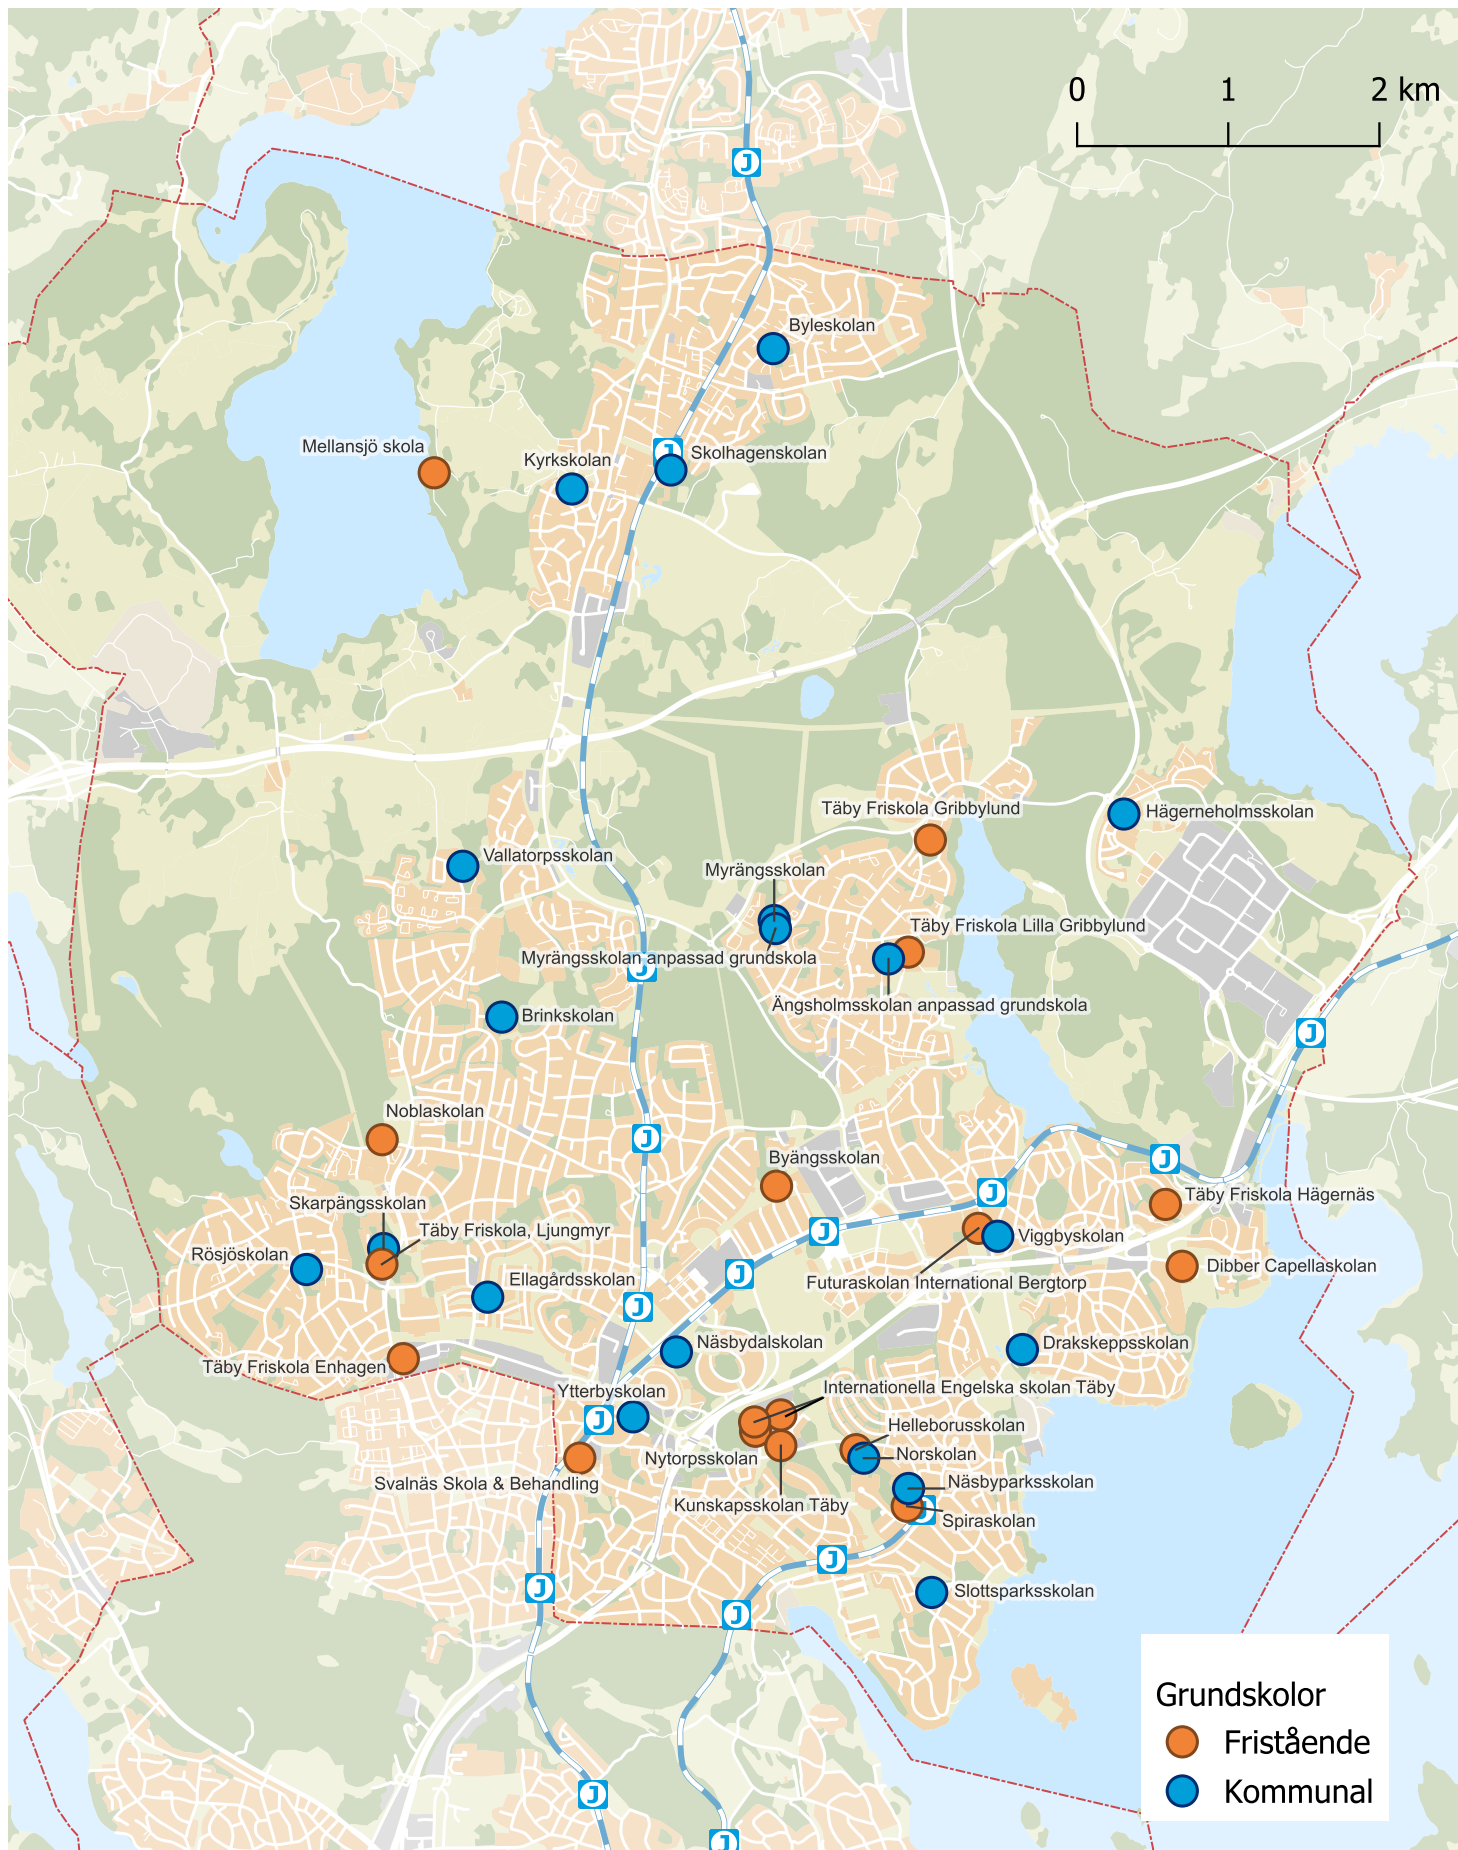 0 1 2 km
Byleskolan
Mellansjö skola
Kyrkskolan
Skolhagenskolan
J
J
Täby Friskola Gribbylund
Hägerneholmsskolan
Vallatorpsskolan
Myrängsskolan
Täby Friskola Lilla Gribbylund
Myrängsskolan anpassad grundskola
J
Ängsholmsskolan anpassad grundskola
Brinkskolan
J
Noblaskolan
J
Byängsskolan
J
Skarpängsskolan
Täby Friskola, Ljungmyr
J
Täby Friskola Hägernäs
Rösjöskolan
J
Viggbyskolan
Ellagårdsskolan
J
Futuraskolan International Bergtorp
Dibber Capellaskolan
J
Näsbydalskolan
Drakskeppsskolan
Täby Friskola Enhagen
Ytterbyskolan
Internationella Engelska skolan Täby
J
Helleborusskolan
Nytorpsskolan
Norskolan
Svalnäs Skola & Behandling
Näsbyparksskolan
Kunskapsskolan Täby
J
Spiraskolan
J
J
Slottsparksskolan
J
Grundskolor
Fristående
Kommunal
J
J